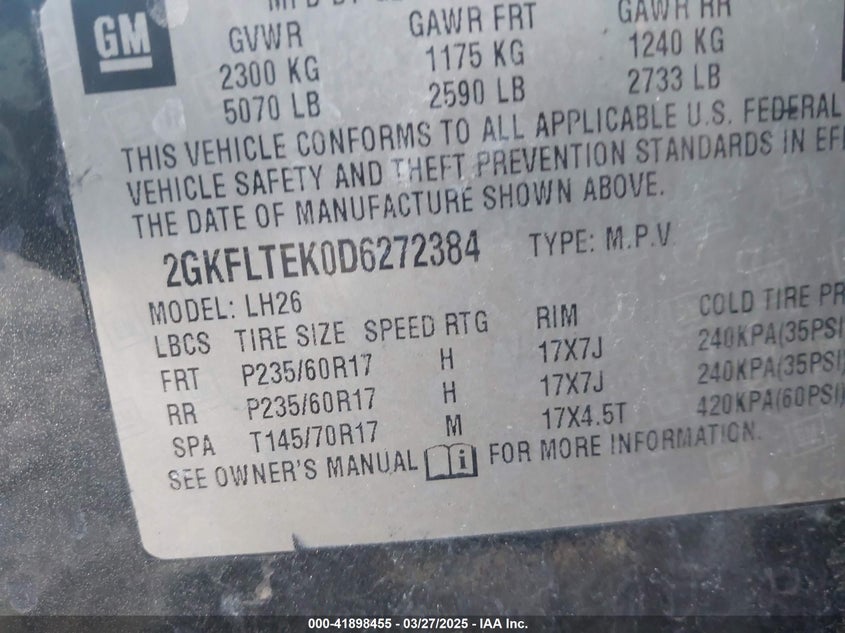 GM
GVWR GAWR FRT GAWR RR
2300 KG 1175 KG 1240 KG
5070 LB 2590 LB 2733 LB
THIS VEHICLE CONFORMS TO ALL APPLICABLE U.S. FEDERAL
VEHICLE SAFETY AND THEFT PREVENTION STANDARDS IN
THE DATE OF MANUFACTURE SHOWN ABOVE.
2GKFLTEK0D6272384 TYPE: M.P.V.
MODEL: LH26
LBCS TIRE SIZE SPEED RTG RIM COLD TIRE
FRT P235/60R17 H 17X7J 240KPA(35PSI
RR P235/60R17 H 17X7J 240KPA(35PSI)
SPA T145/70R17 M 17X4.5T 420KPA(60PSI)
SEE OWNER'S MANUAL i FOR MORE INFORMATION.
000-41898455 — 03/27/2025 — IAA Inc.